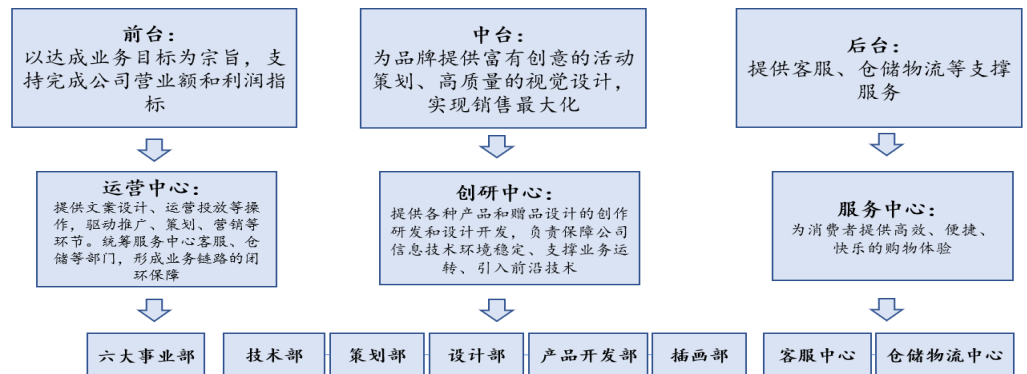 前台：
以达成业务目标为宗旨，支
持完成公司营业额和利润指
标
中台：
为品牌提供富有创意的活动
策划、高质量的视觉设计，
实现销售最大化
后台：
提供客服、仓储物流等支撑
服务
运营中心：
提供文案设计、运营投放等操
作，驱动推广、策划、营销等
环节。统筹服务中心客服、仓
储等部门，形成业务链路的闭
环保障
创研中心：
提供各种产品和赠品设计的创作
研发和设计开发，负责保障公司
信息技术环境稳定、支撑业务运
转、引入前沿技术
服务中心：
为消费者提供高效、便捷、
快乐的购物体验
六大事业部
技术部
策划部
设计部
产品开发部
插画部
客服中心
仓储物流中心